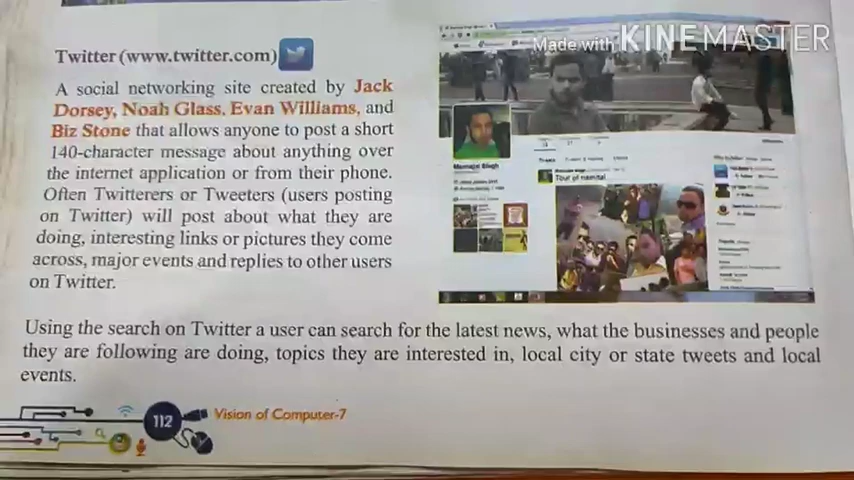 Made with KINEMASTER
Twitter (www.twitter.com)
A social networking site created by Jack
Dorsey, Noah Glass, Evan Williams, and
Biz Stone that allows anyone to post a short
140-character message about anything over
the internet application or from their phone.
Often Twitterers or Tweeters (users posting
on Twitter) will post about what they are
doing, interesting links or pictures they come
across, major events and replies to other users
on Twitter.
Tour of nainital
Using the search on Twitter a user can search for the latest news, what the businesses and people
they are following are doing, topics they are interested in, local city or state tweets and local
events.
112
Vision of Computer-7